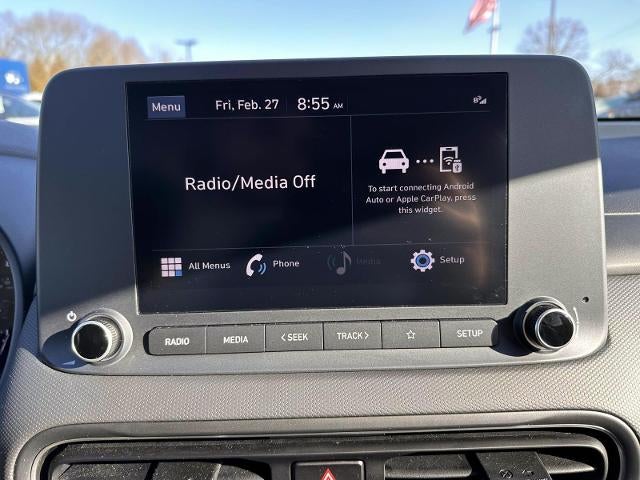 Menu
Fri, Feb. 27
8:55 AM
Radio/Media Off
To start connecting Android
Auto or Apple CarPlay, press
this widget.
All Menus
Phone
Media
Setup
RADIO
MEDIA
< SEEK
TRACK >
☆
SETUP